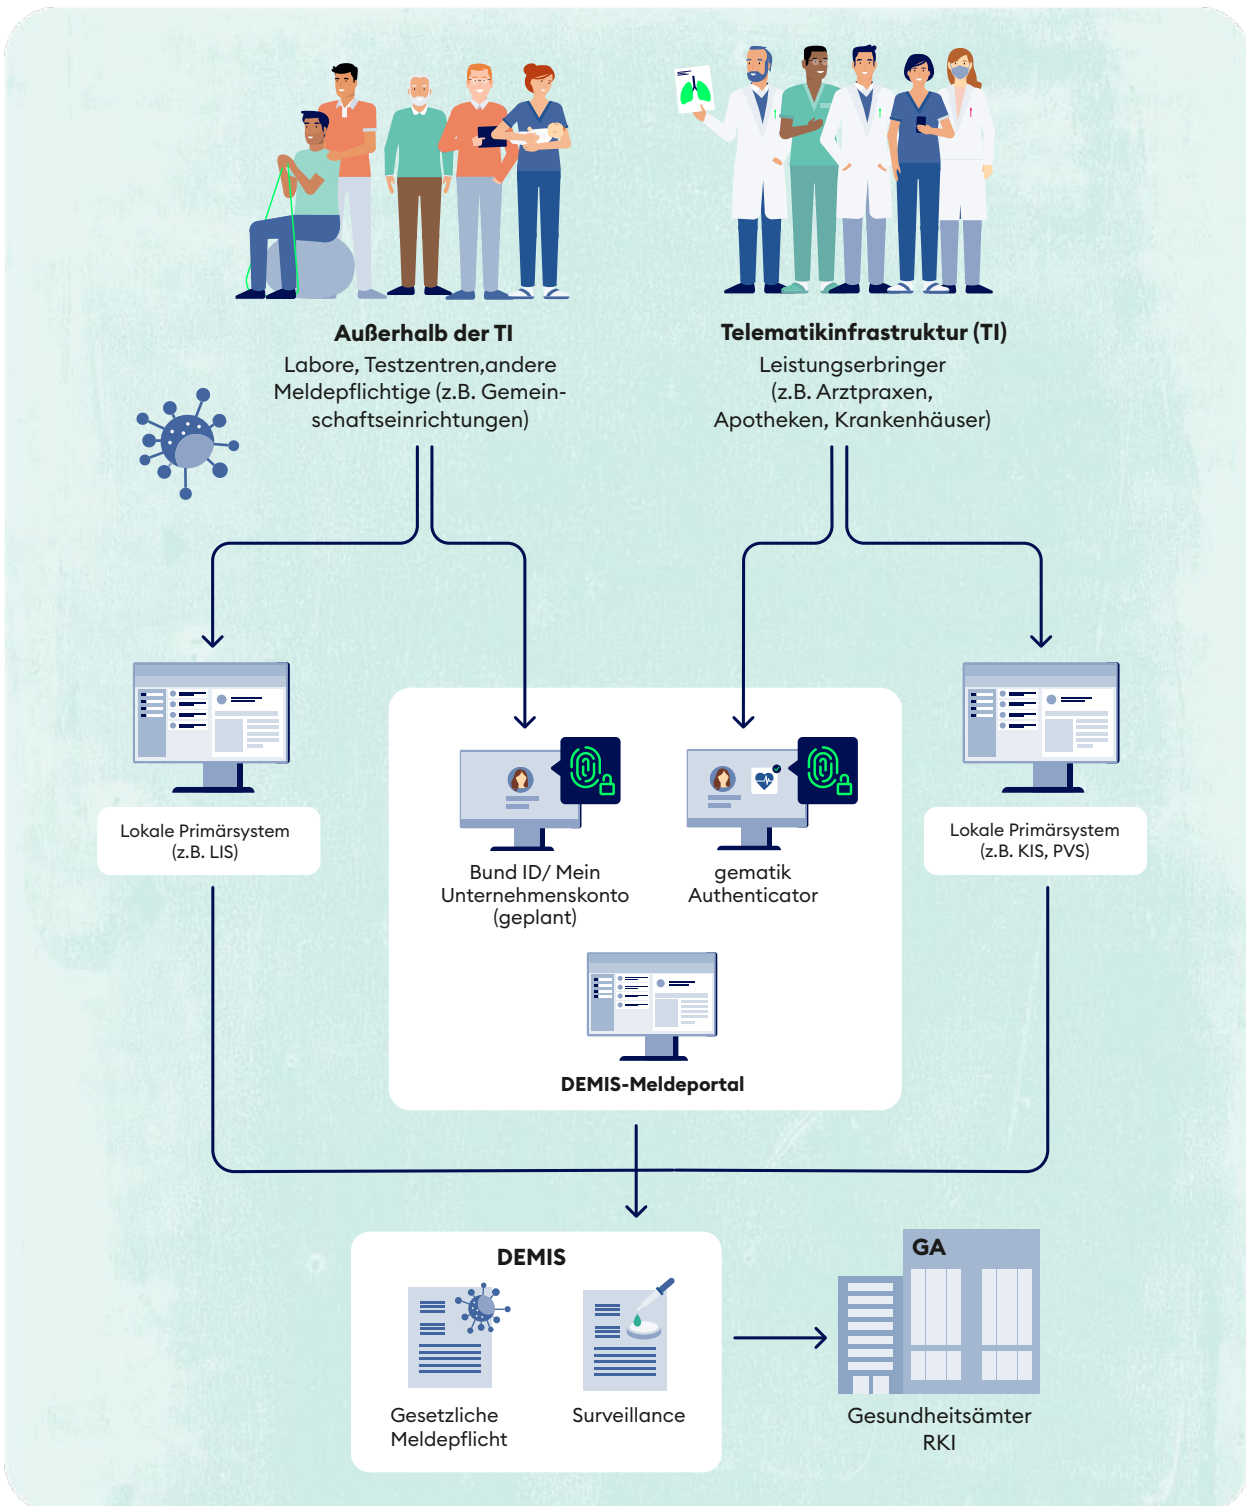 Außerhalb der TI
Labore, Testzentren,andere
Meldepflichtige (z.B. Gemein-
schaftseinrichtungen)
Telematikinfrastruktur (TI)
Leistungserbringer
(z.B. Arztpraxen,
Apotheken, Krankenhäuser)
Lokale Primärsystem
(z.B. LIS)
Bund ID/ Mein
Unternehmenskonto
(geplant)
gematik
Authenticator
Lokale Primärsystem
(z.B. KIS, PVS)
DEMIS-Meldeportal
DEMIS
Gesetzliche
Meldepflicht
Surveillance
GA
Gesundheitsämter
RKI